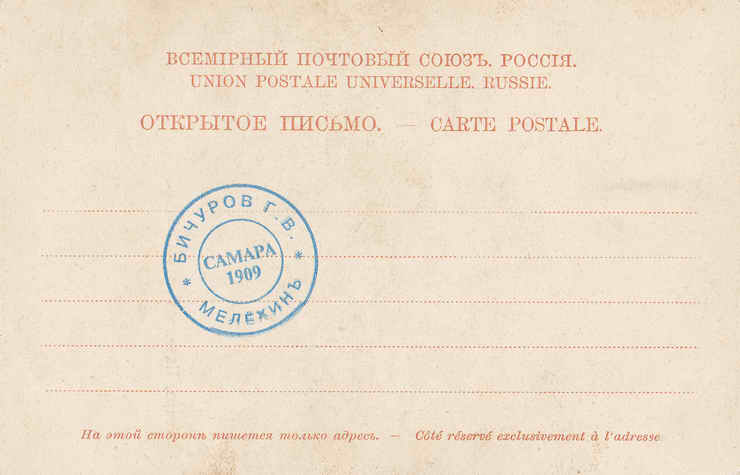 ВСЕМІРНЫЙ ПОЧТОВЫЙ СОЮЗЪ. РОССІЯ.
UNION POSTALE UNIVERSELLE. RUSSIE.
ОТКРЫТОЕ ПИСЬМО. — CARTE POSTALE.
* БИЧУРОВ Г. В. *
САМАРА
1909
МЕЛЁХИНЪ
На этой сторонѣ пишется только адресъ. — Côté réservé exclusivement à l'adresse